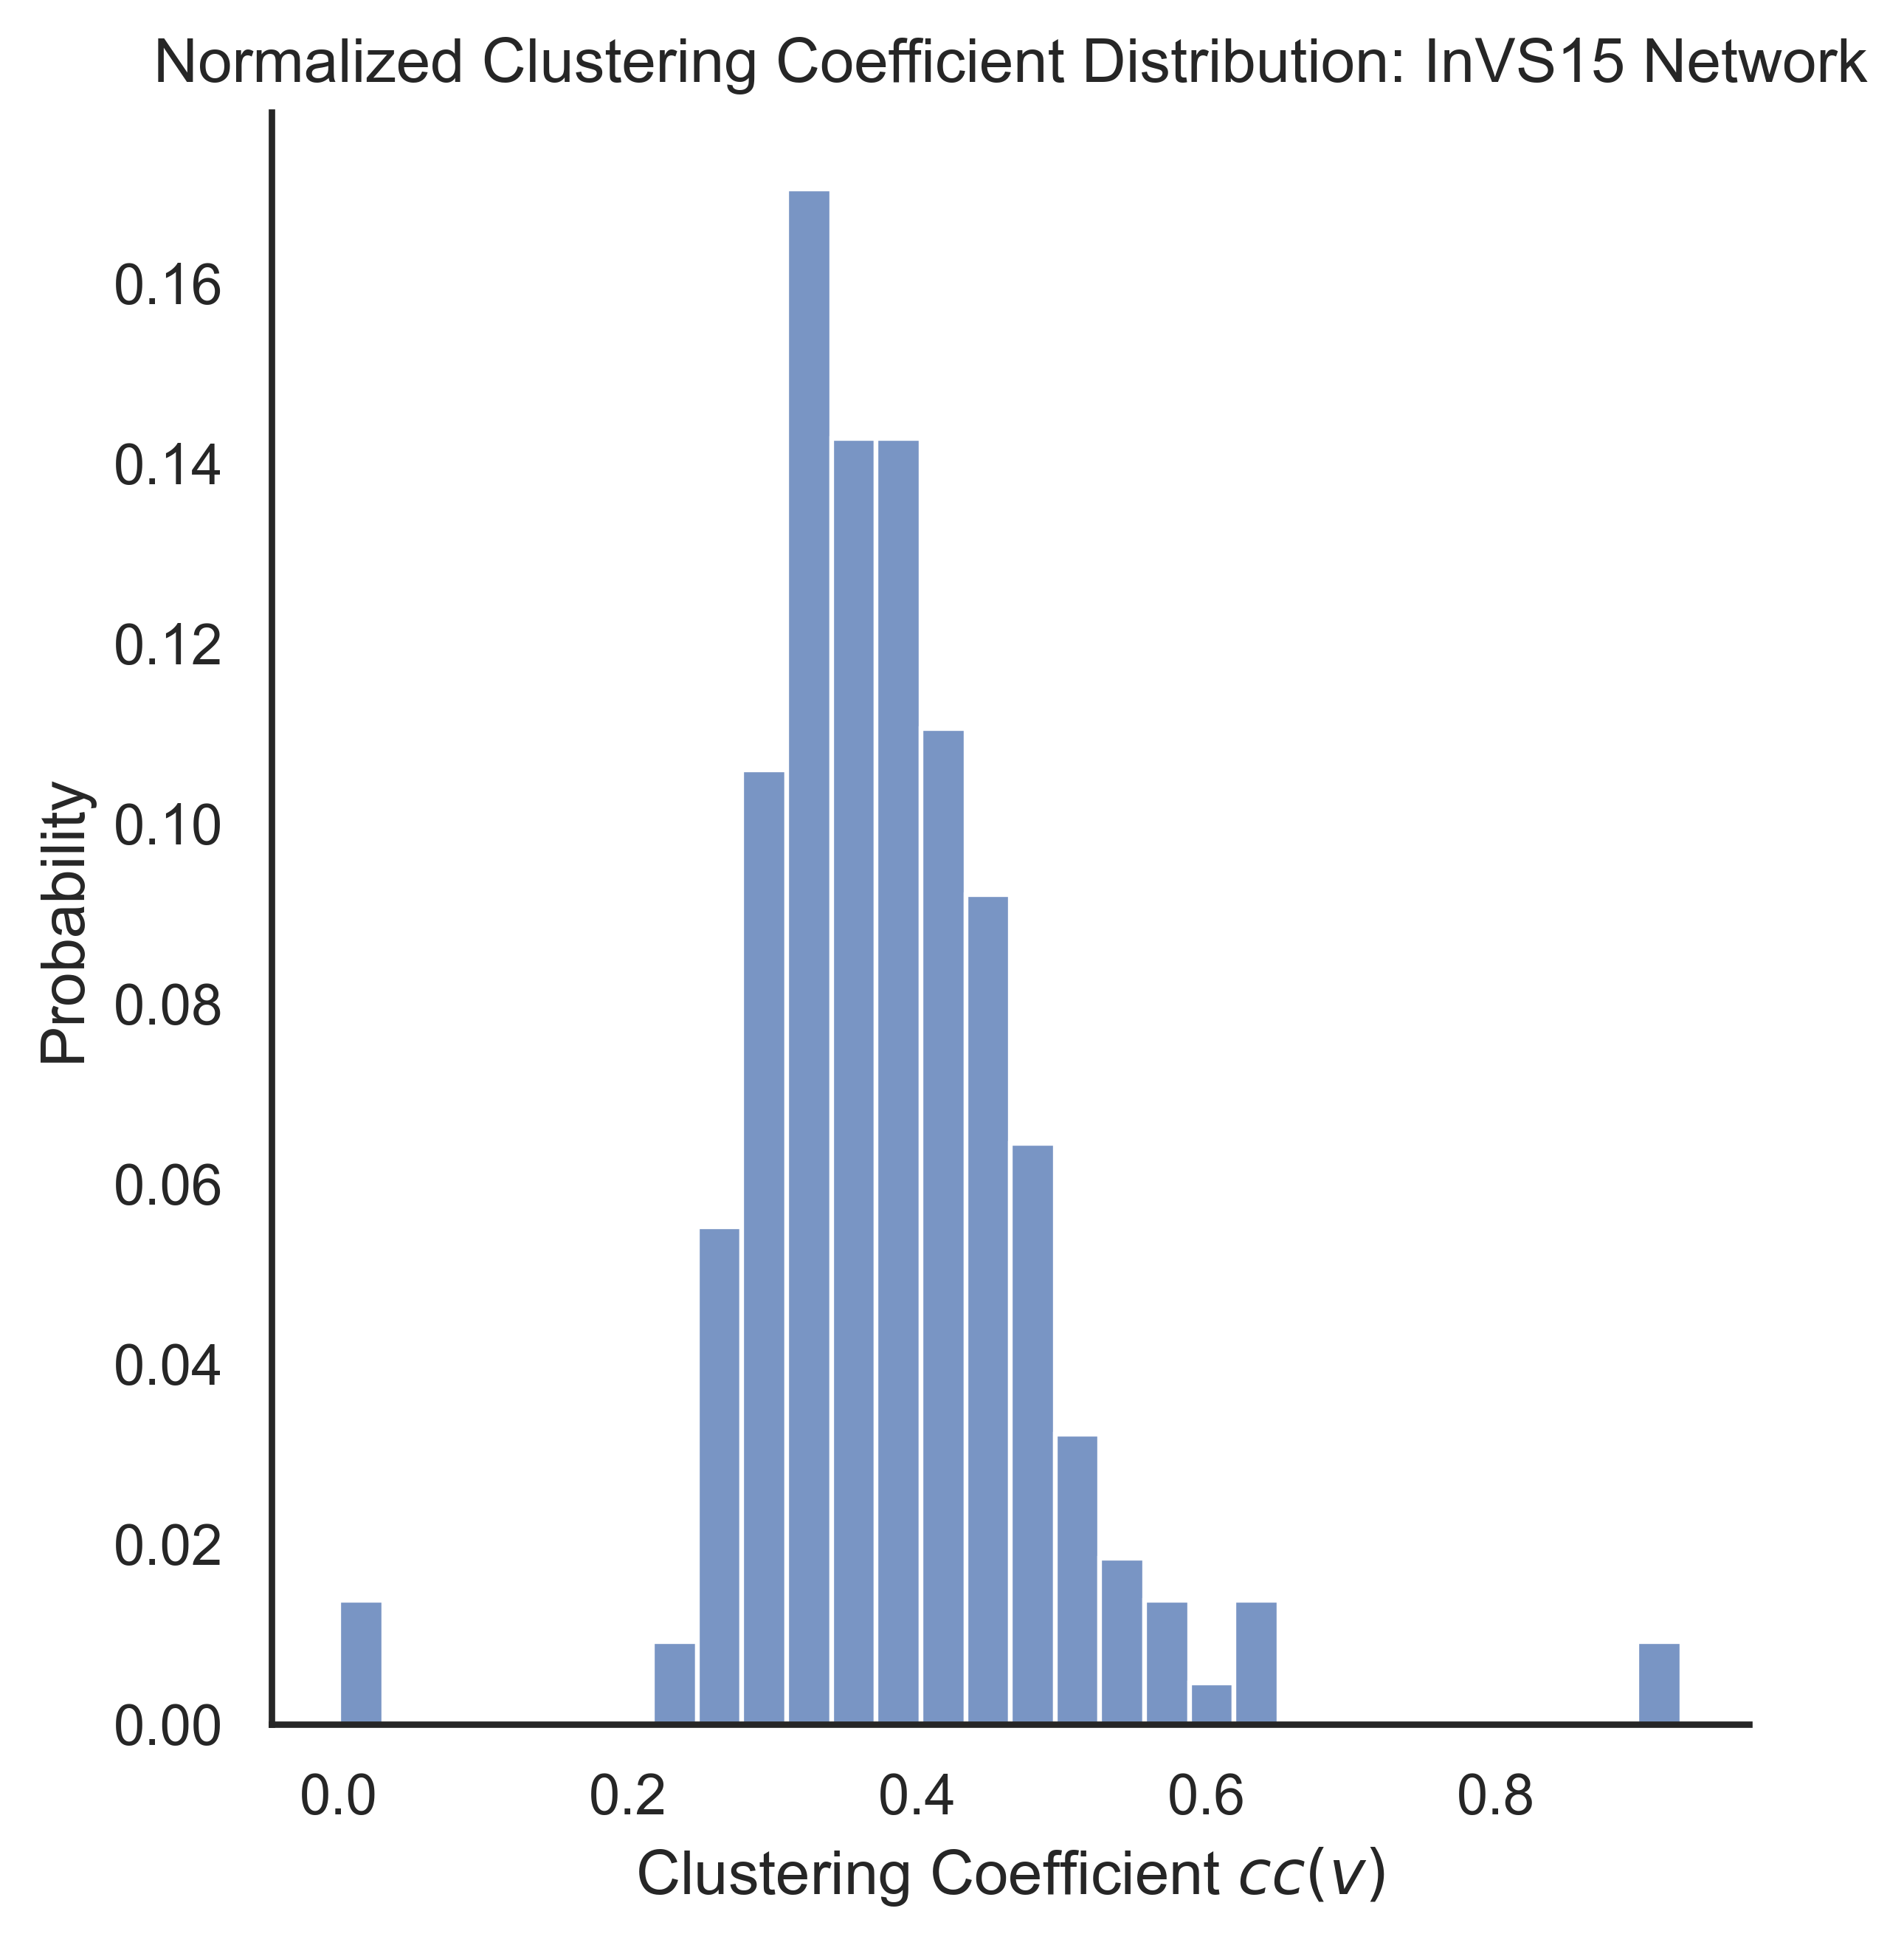 Normalized Clustering Coefficient Distribution: InVS15 Network
0.16
0.14
0.12
0.10
0.08
0.06
0.04
0.02
0.00
Probability
0.0 0.2 0.4 0.6 0.8
Clustering Coefficient cc(v)